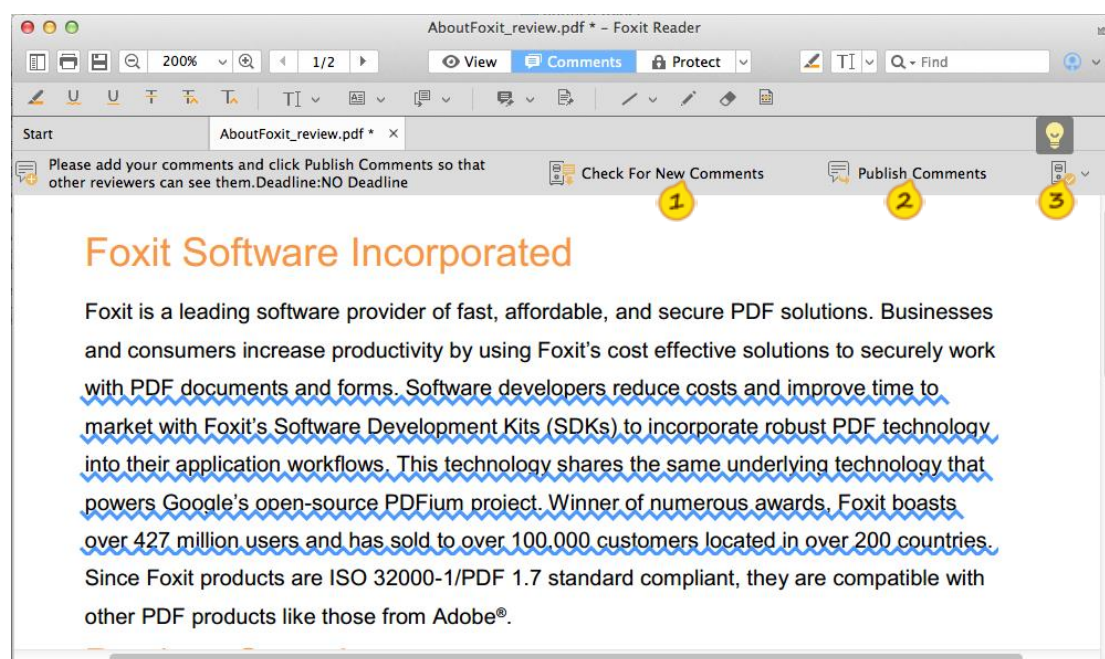 AboutFoxit_review.pdf * – Foxit Reader
200% 1/2 View Comments Protect TI Find
U U T T T TI
Start AboutFoxit_review.pdf * ×
Please add your comments and click Publish Comments so that
other reviewers can see them.Deadline:NO Deadline
Check For New Comments
Publish Comments
1 2 3
Foxit Software Incorporated
Foxit is a leading software provider of fast, affordable, and secure PDF solutions. Businesses
and consumers increase productivity by using Foxit’s cost effective solutions to securely work
with PDF documents and forms. Software developers reduce costs and improve time to
market with Foxit’s Software Development Kits (SDKs) to incorporate robust PDF technology
into their application workflows. This technology shares the same underlying technology that
powers Google’s open-source PDFium project. Winner of numerous awards, Foxit boasts
over 427 million users and has sold to over 100,000 customers located in over 200 countries.
Since Foxit products are ISO 32000-1/PDF 1.7 standard compliant, they are compatible with
other PDF products like those from Adobe®.